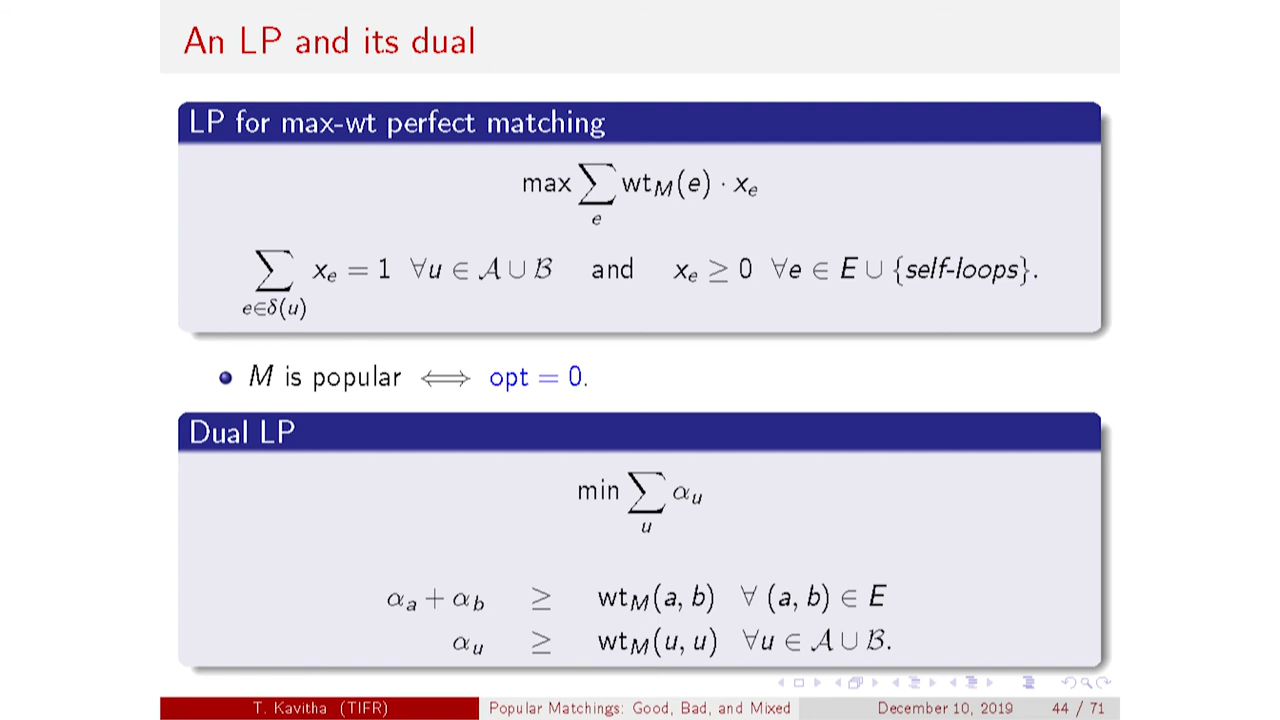 An LP and its dual
LP for max-wt perfect matching
max ∑_e wt_M(e) · x_e
∑_{e∈δ(u)} x_e = 1 ∀u ∈ 𝒜 ∪ ℬ and x_e ≥ 0 ∀e ∈ E ∪ {self-loops}.
M is popular ⟺ opt = 0.
Dual LP
min ∑_u α_u
α_a + α_b ≥ wt_M(a, b) ∀ (a, b) ∈ E
α_u ≥ wt_M(u, u) ∀u ∈ 𝒜 ∪ ℬ.
T. Kavitha (TIFR) Popular Matchings: Good, Bad, and Mixed December 10, 2019 44 / 71